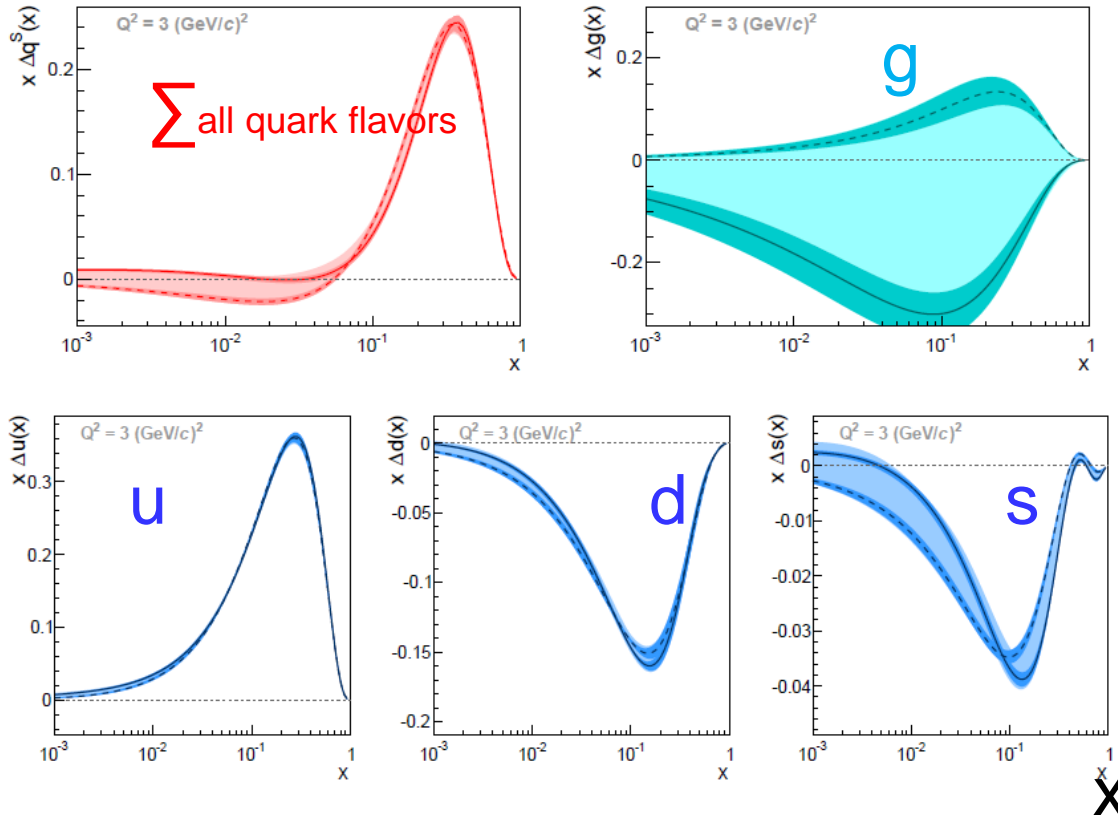 x Δq^S(x)
Q² = 3 (GeV/c)²
∑ all quark flavors
0.2
0.1
0
10⁻³ 10⁻² 10⁻¹ 1
x
x Δg(x)
Q² = 3 (GeV/c)²
g
0.2
0
-0.2
10⁻³ 10⁻² 10⁻¹ 1
x
x Δu(x)
Q² = 3 (GeV/c)²
u
0.3
0.2
0.1
0
10⁻³ 10⁻² 10⁻¹ 1
x
x Δd(x)
Q² = 3 (GeV/c)²
d
0
-0.05
-0.1
-0.15
-0.2
10⁻³ 10⁻² 10⁻¹ 1
x
x Δs(x)
Q² = 3 (GeV/c)²
s
0
-0.01
-0.02
-0.03
-0.04
10⁻³ 10⁻² 10⁻¹ 1
x
x